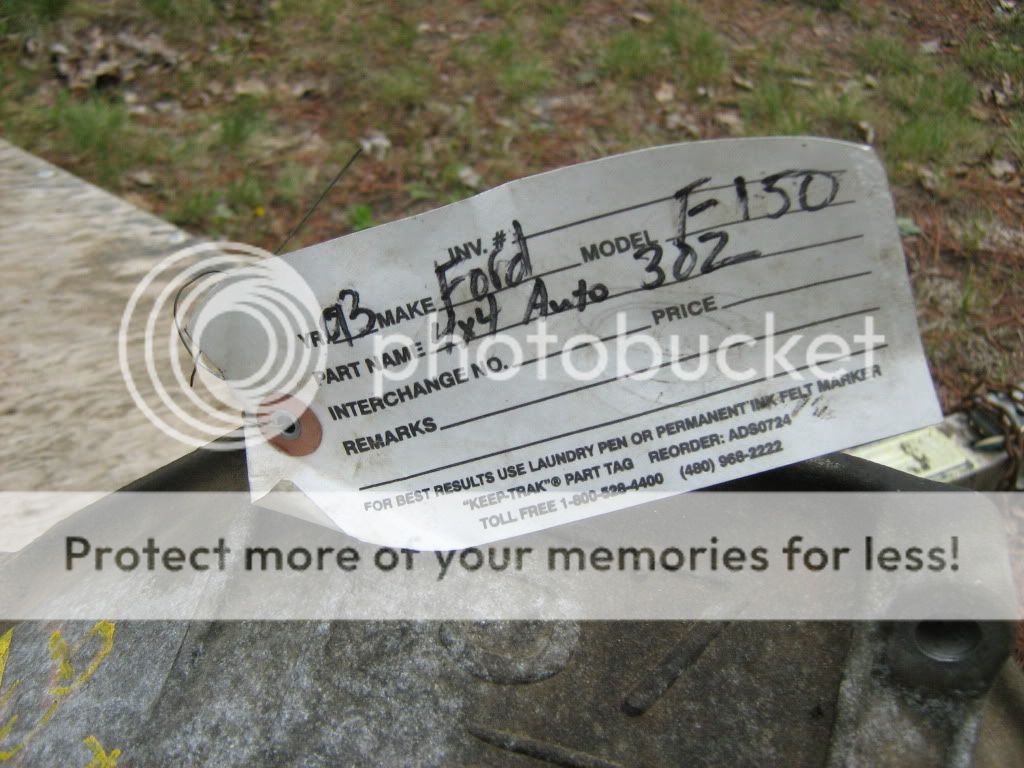 INV. #
YR. 93 MAKE Ford MODEL F-150
PART NAME 4x4 Auto 302
INTERCHANGE NO. PRICE
REMARKS
FOR BEST RESULTS USE LAUNDRY PEN OR PERMANENT INK FELT MARKER
"KEEP-TRAK"® PART TAG REORDER: ADS0724
TOLL FREE 1-800-528-4400 (480) 968-2222
photobucket
Protect more of your memories for less!